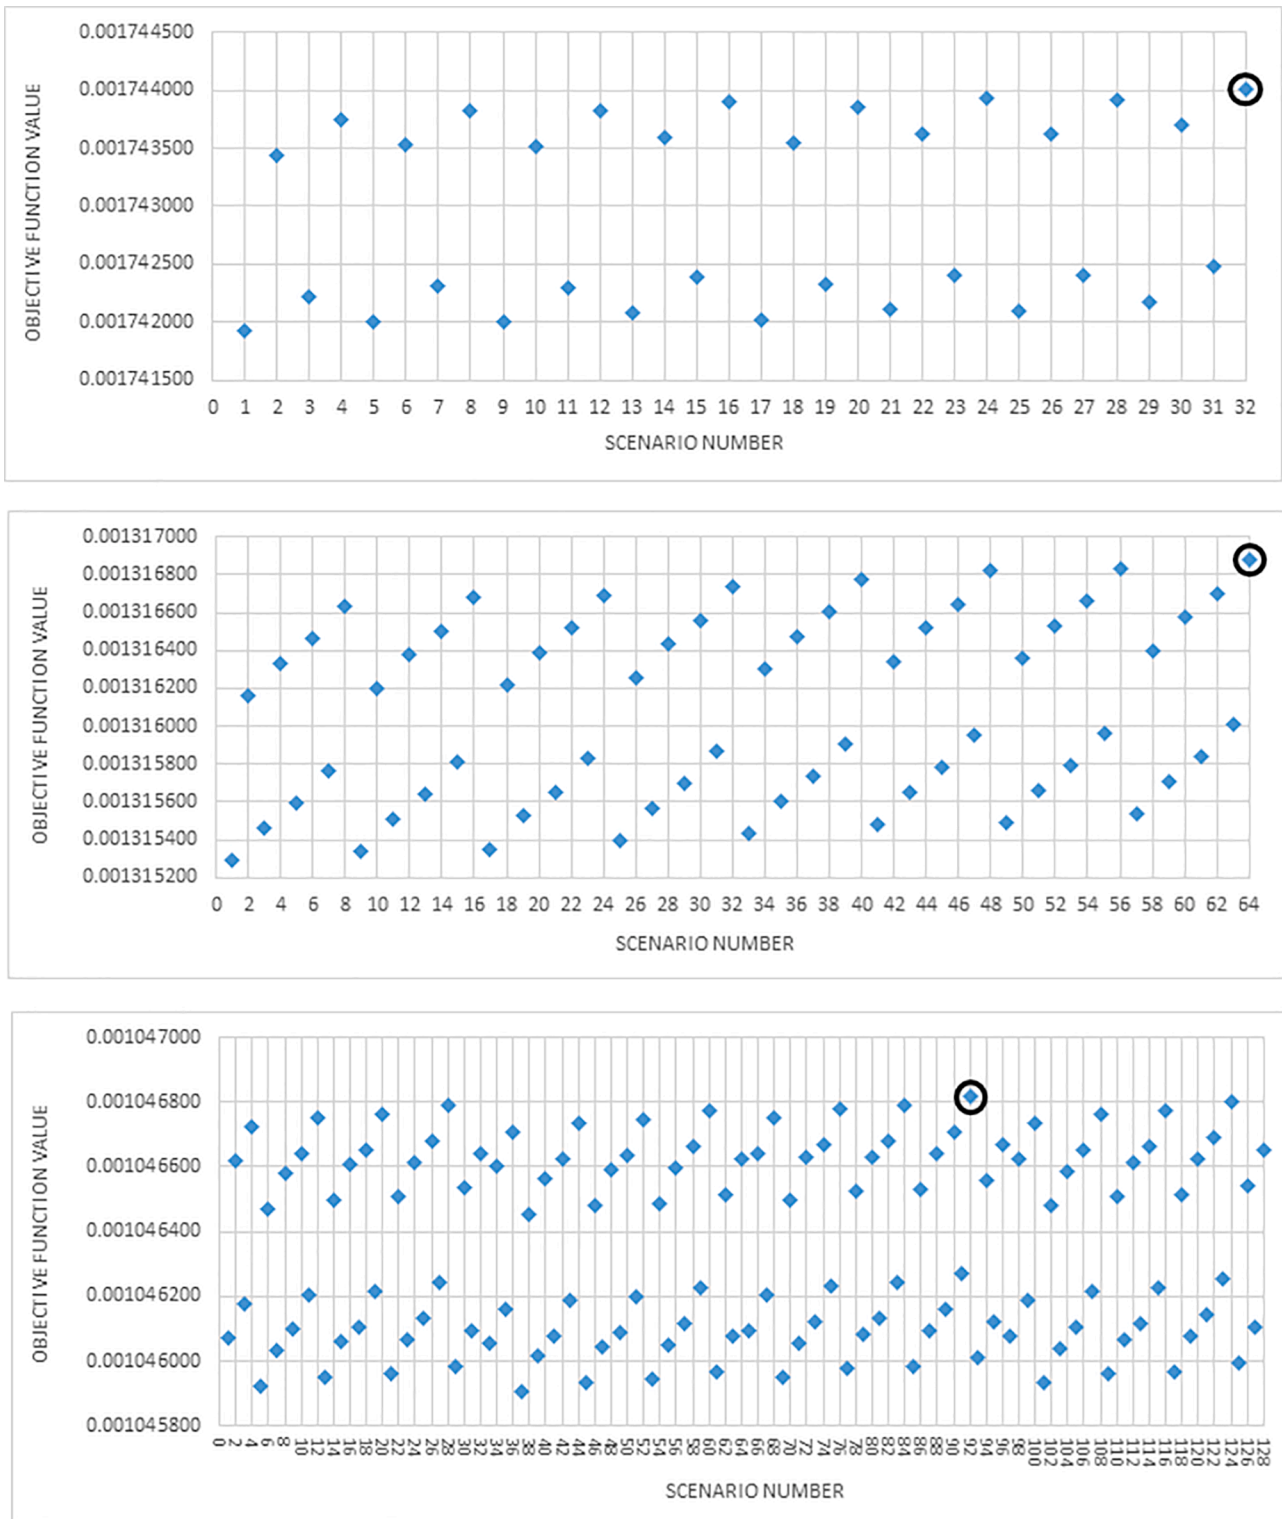 0.001744500
0.001744000
0.001743500
0.001743000
0.001742500
0.001742000
0.001741500
OBJECTIVE FUNCTION VALUE
0 1 2 3 4 5 6 7 8 9 10 11 12 13 14 15 16 17 18 19 20 21 22 23 24 25 26 27 28 29 30 31 32
SCENARIO NUMBER
0.001317000
0.001316800
0.001316600
0.001316400
0.001316200
0.001316000
0.001315800
0.001315600
0.001315400
0.001315200
OBJECTIVE FUNCTION VALUE
0 2 4 6 8 10 12 14 16 18 20 22 24 26 28 30 32 34 36 38 40 42 44 46 48 50 52 54 56 58 60 62 64
SCENARIO NUMBER
0.001047000
0.001046800
0.001046600
0.001046400
0.001046200
0.001046000
0.001045800
OBJECTIVE FUNCTION VALUE
0 2 4 6 8 10 12 14 16 18 20 22 24 26 28 30 32 34 36 38 40 42 44 46 48 50 52 54 56 58 60 62 64 66 68 70 72 74 76 78 80 82 84 86 88 90 92 94 96 98 100 102 104 106 108 110 112 114 116 118 120 122 124 126 128
SCENARIO NUMBER